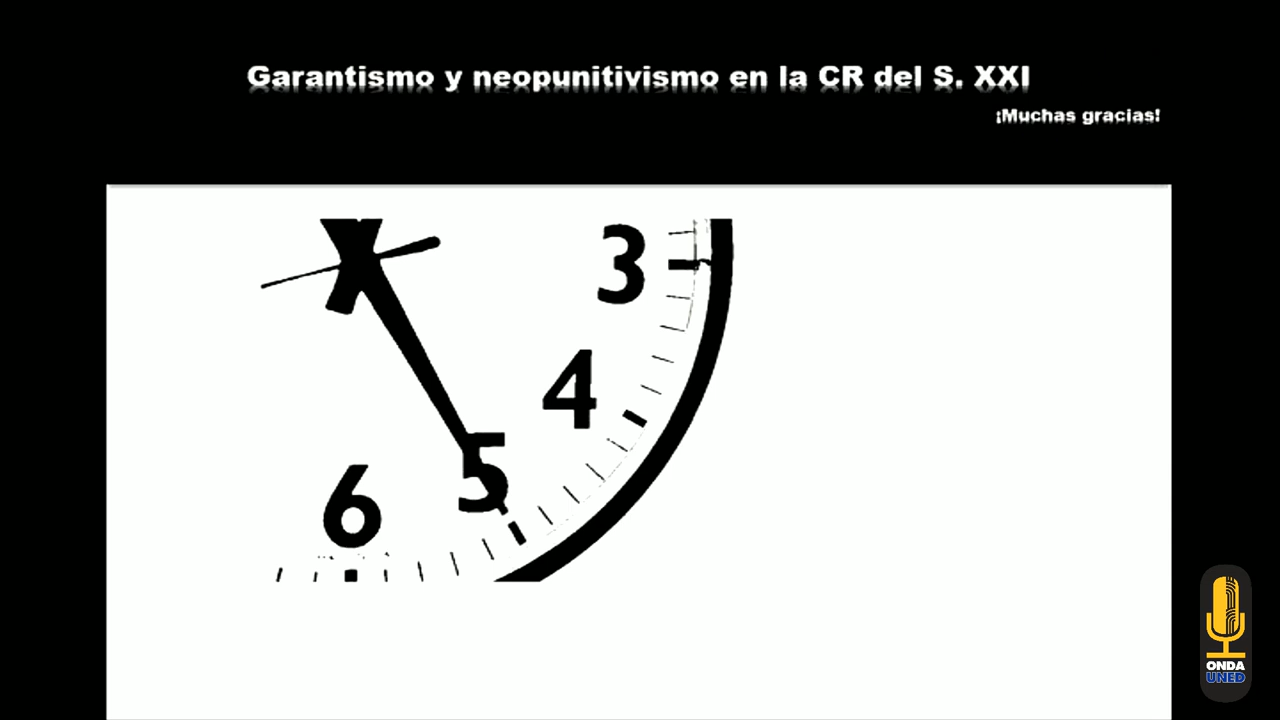 Garantismo y neopunitivismo en la CR del S. XXI
¡Muchas gracias!
3
4
5
6
ONDA
UNED